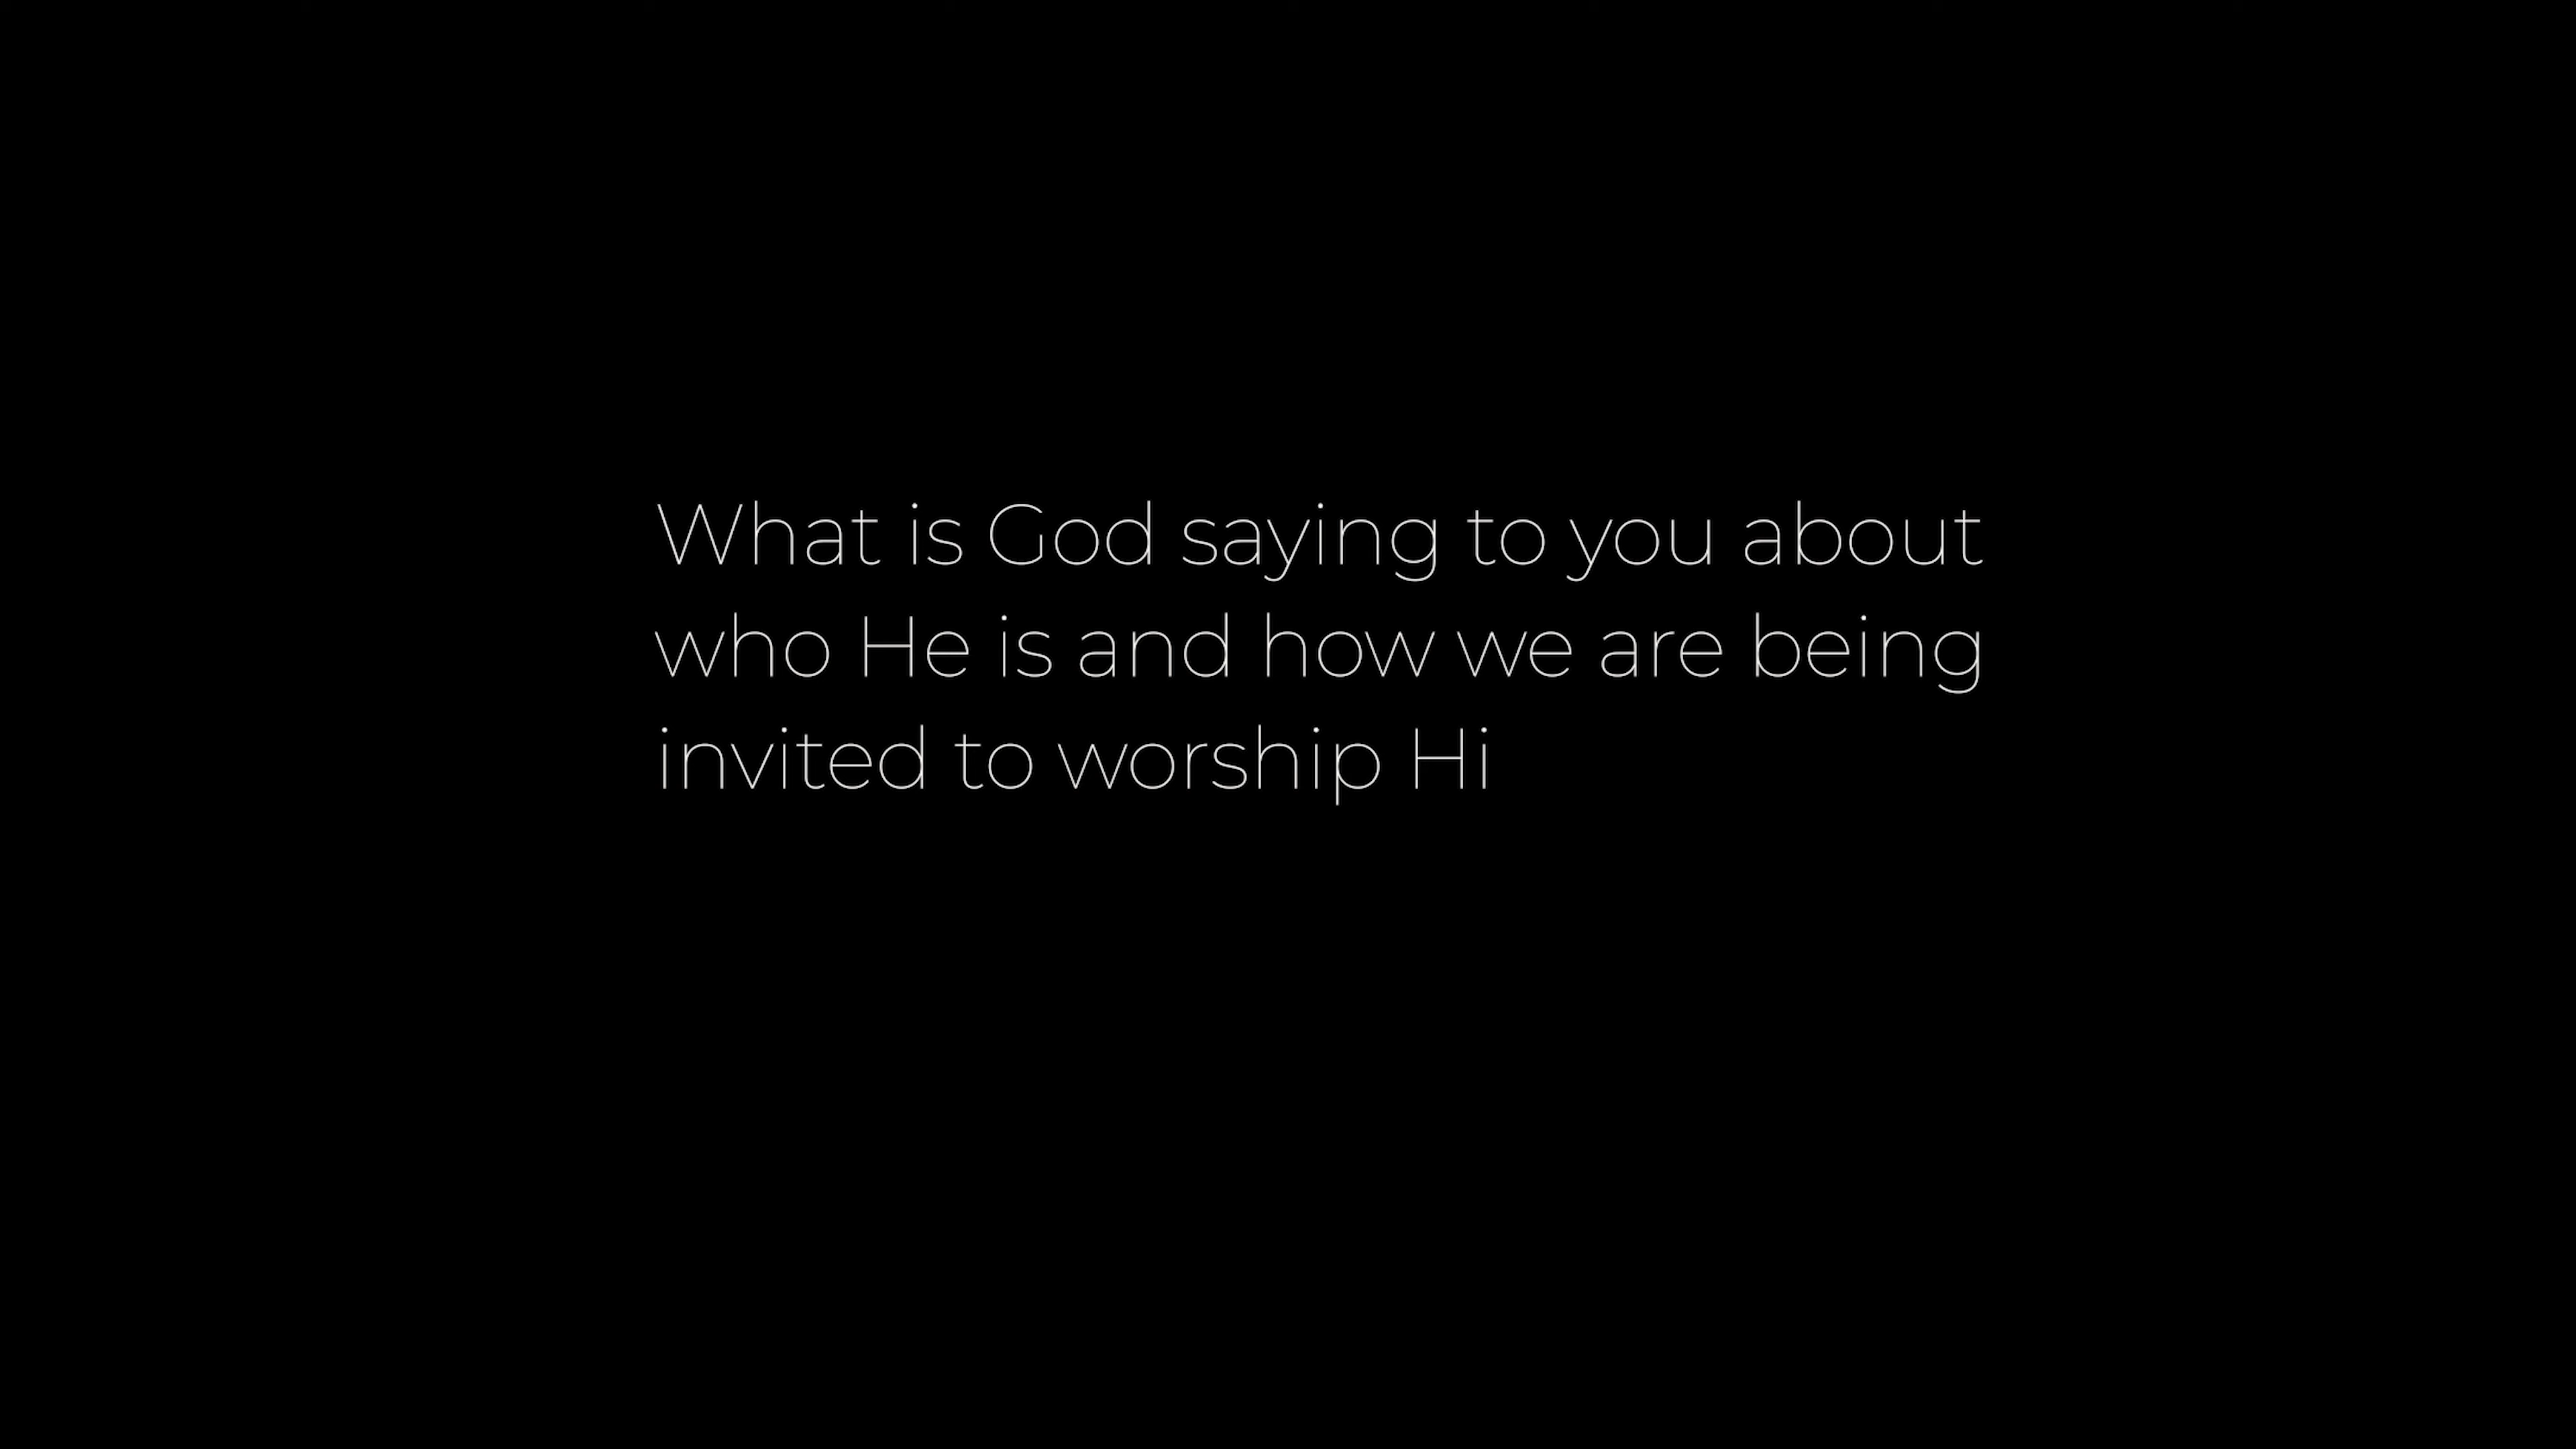 What is God saying to you about
who He is and how we are being
invited to worship Hi